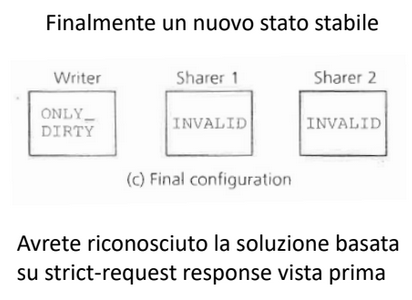 Finalmente un nuovo stato stabile
Writer Sharer 1 Sharer 2
ONLY_
DIRTY
INVALID INVALID
(c) Final configuration
Avrete riconosciuto la soluzione basata
su strict-request response vista prima